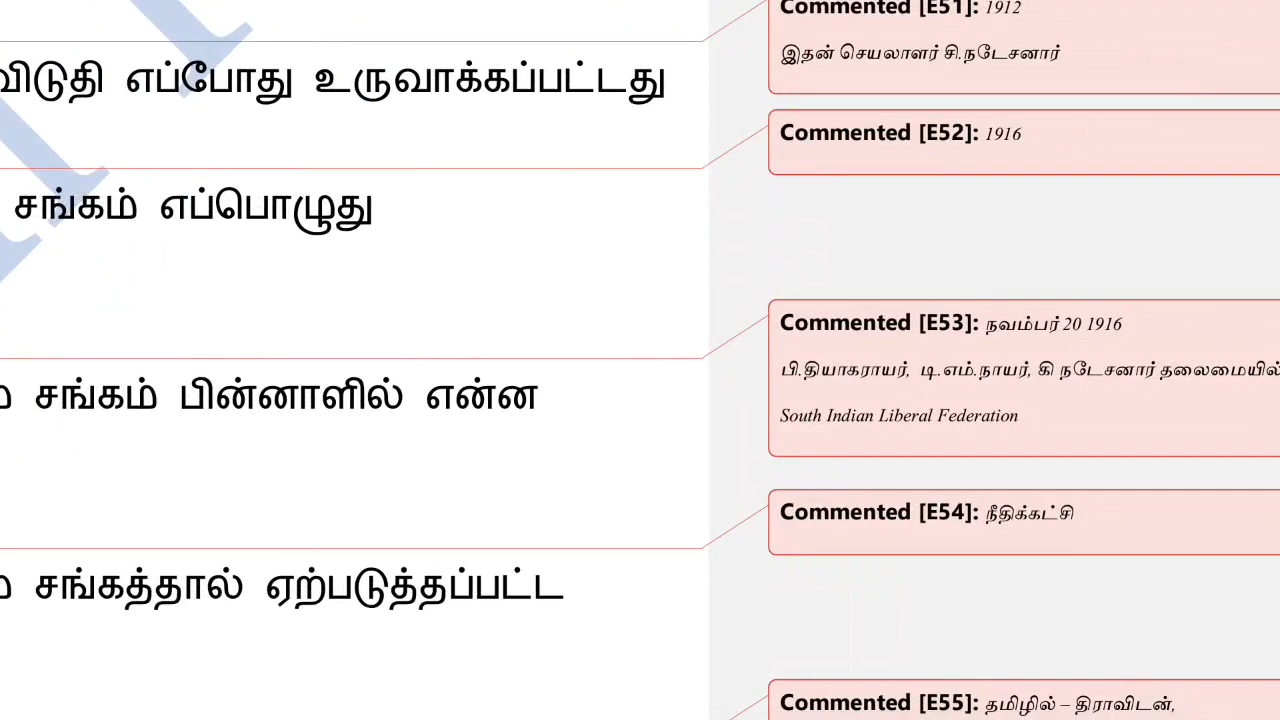 Commented [E51]: 1912
இதன் செயலாளர் சி.நடேசனார்
விடுதி எப்போது உருவாக்கப்பட்டது
Commented [E52]: 1916
சங்கம் எப்பொழுது
Commented [E53]: நவம்பர் 20 1916
பி.தியாகராயர், டி.எம்.நாயர், கி நடேசனார் தலைமையில்
South Indian Liberal Federation
சங்கம் பின்னாளில் என்ன
Commented [E54]: நீதிக்கட்சி
சங்கத்தால் ஏற்படுத்தப்பட்ட
Commented [E55]: தமிழில் – திராவிடன்,